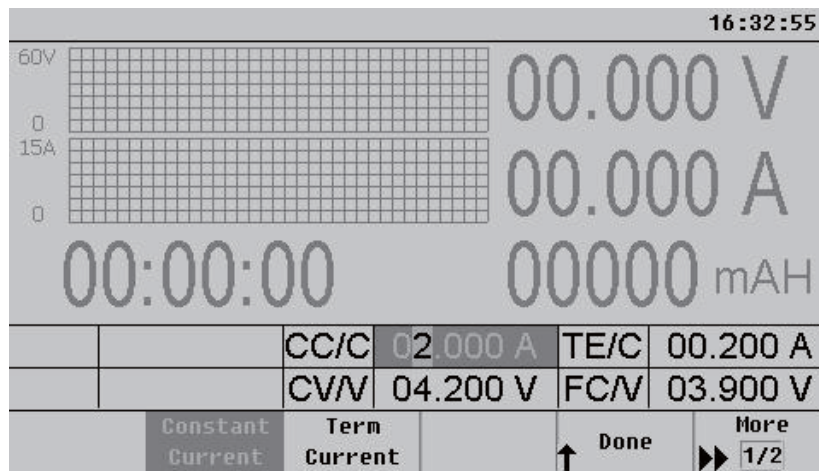 16:32:55
60V
00.000 V
0
15A
00.000 A
0
00:00:00 00000 mAH
CC/C 02.000 A TE/C 00.200 A
CV/V 04.200 V FC/V 03.900 V
Constant Current
Term Current
Done
More
1/2